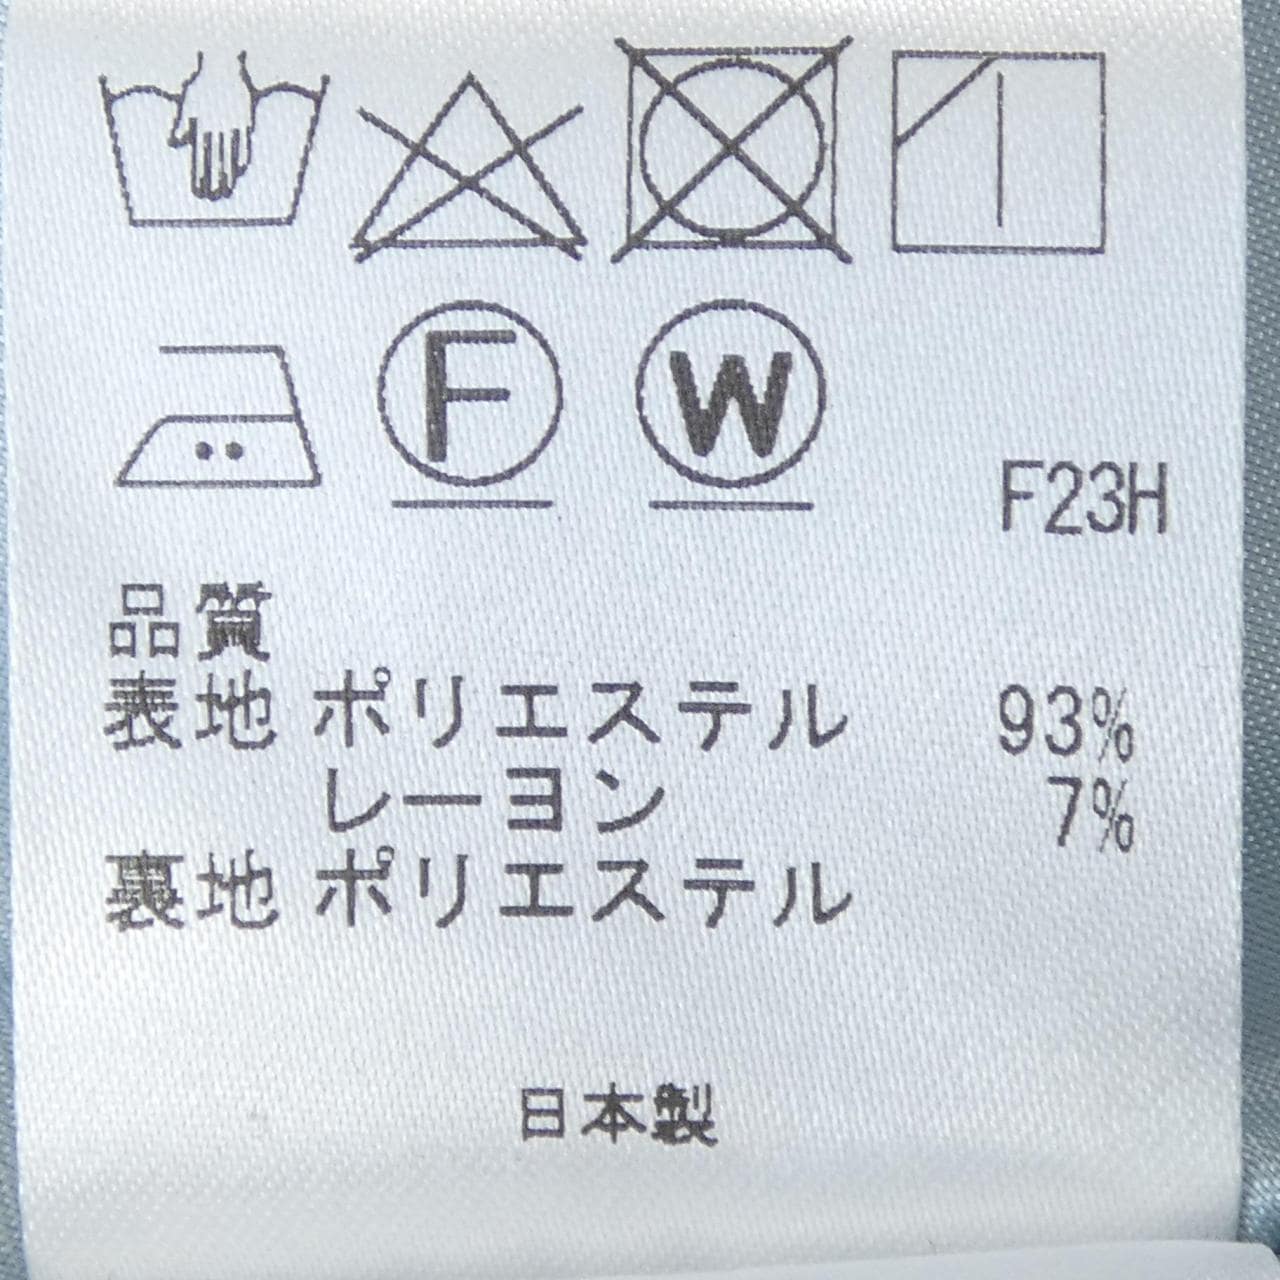 F W
F23H
品質
表地 ポリエステル 93%
レーヨン 7%
裏地 ポリエステル
日本製